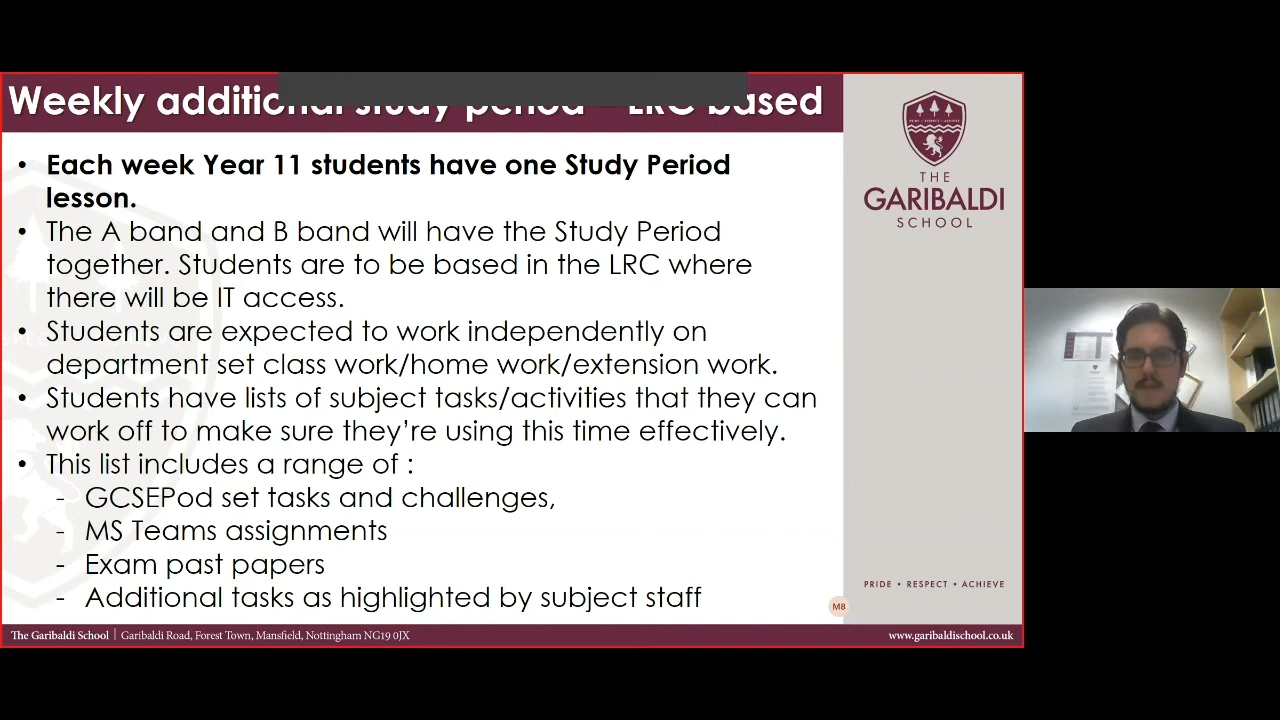 Weekly additional study period – LRC based
• Each week Year 11 students have one Study Period
lesson.
• The A band and B band will have the Study Period
together. Students are to be based in the LRC where
there will be IT access.
• Students are expected to work independently on
department set class work/home work/extension work.
• Students have lists of subject tasks/activities that they can
work off to make sure they’re using this time effectively.
• This list includes a range of :
- GCSEPod set tasks and challenges,
- MS Teams assignments
- Exam past papers
- Additional tasks as highlighted by subject staff
THE
GARIBALDI
SCHOOL
PRIDE • RESPECT • ACHIEVE
M8
The Garibaldi School | Garibaldi Road, Forest Town, Mansfield, Nottingham NG19 0JX
www.garibaldischool.co.uk